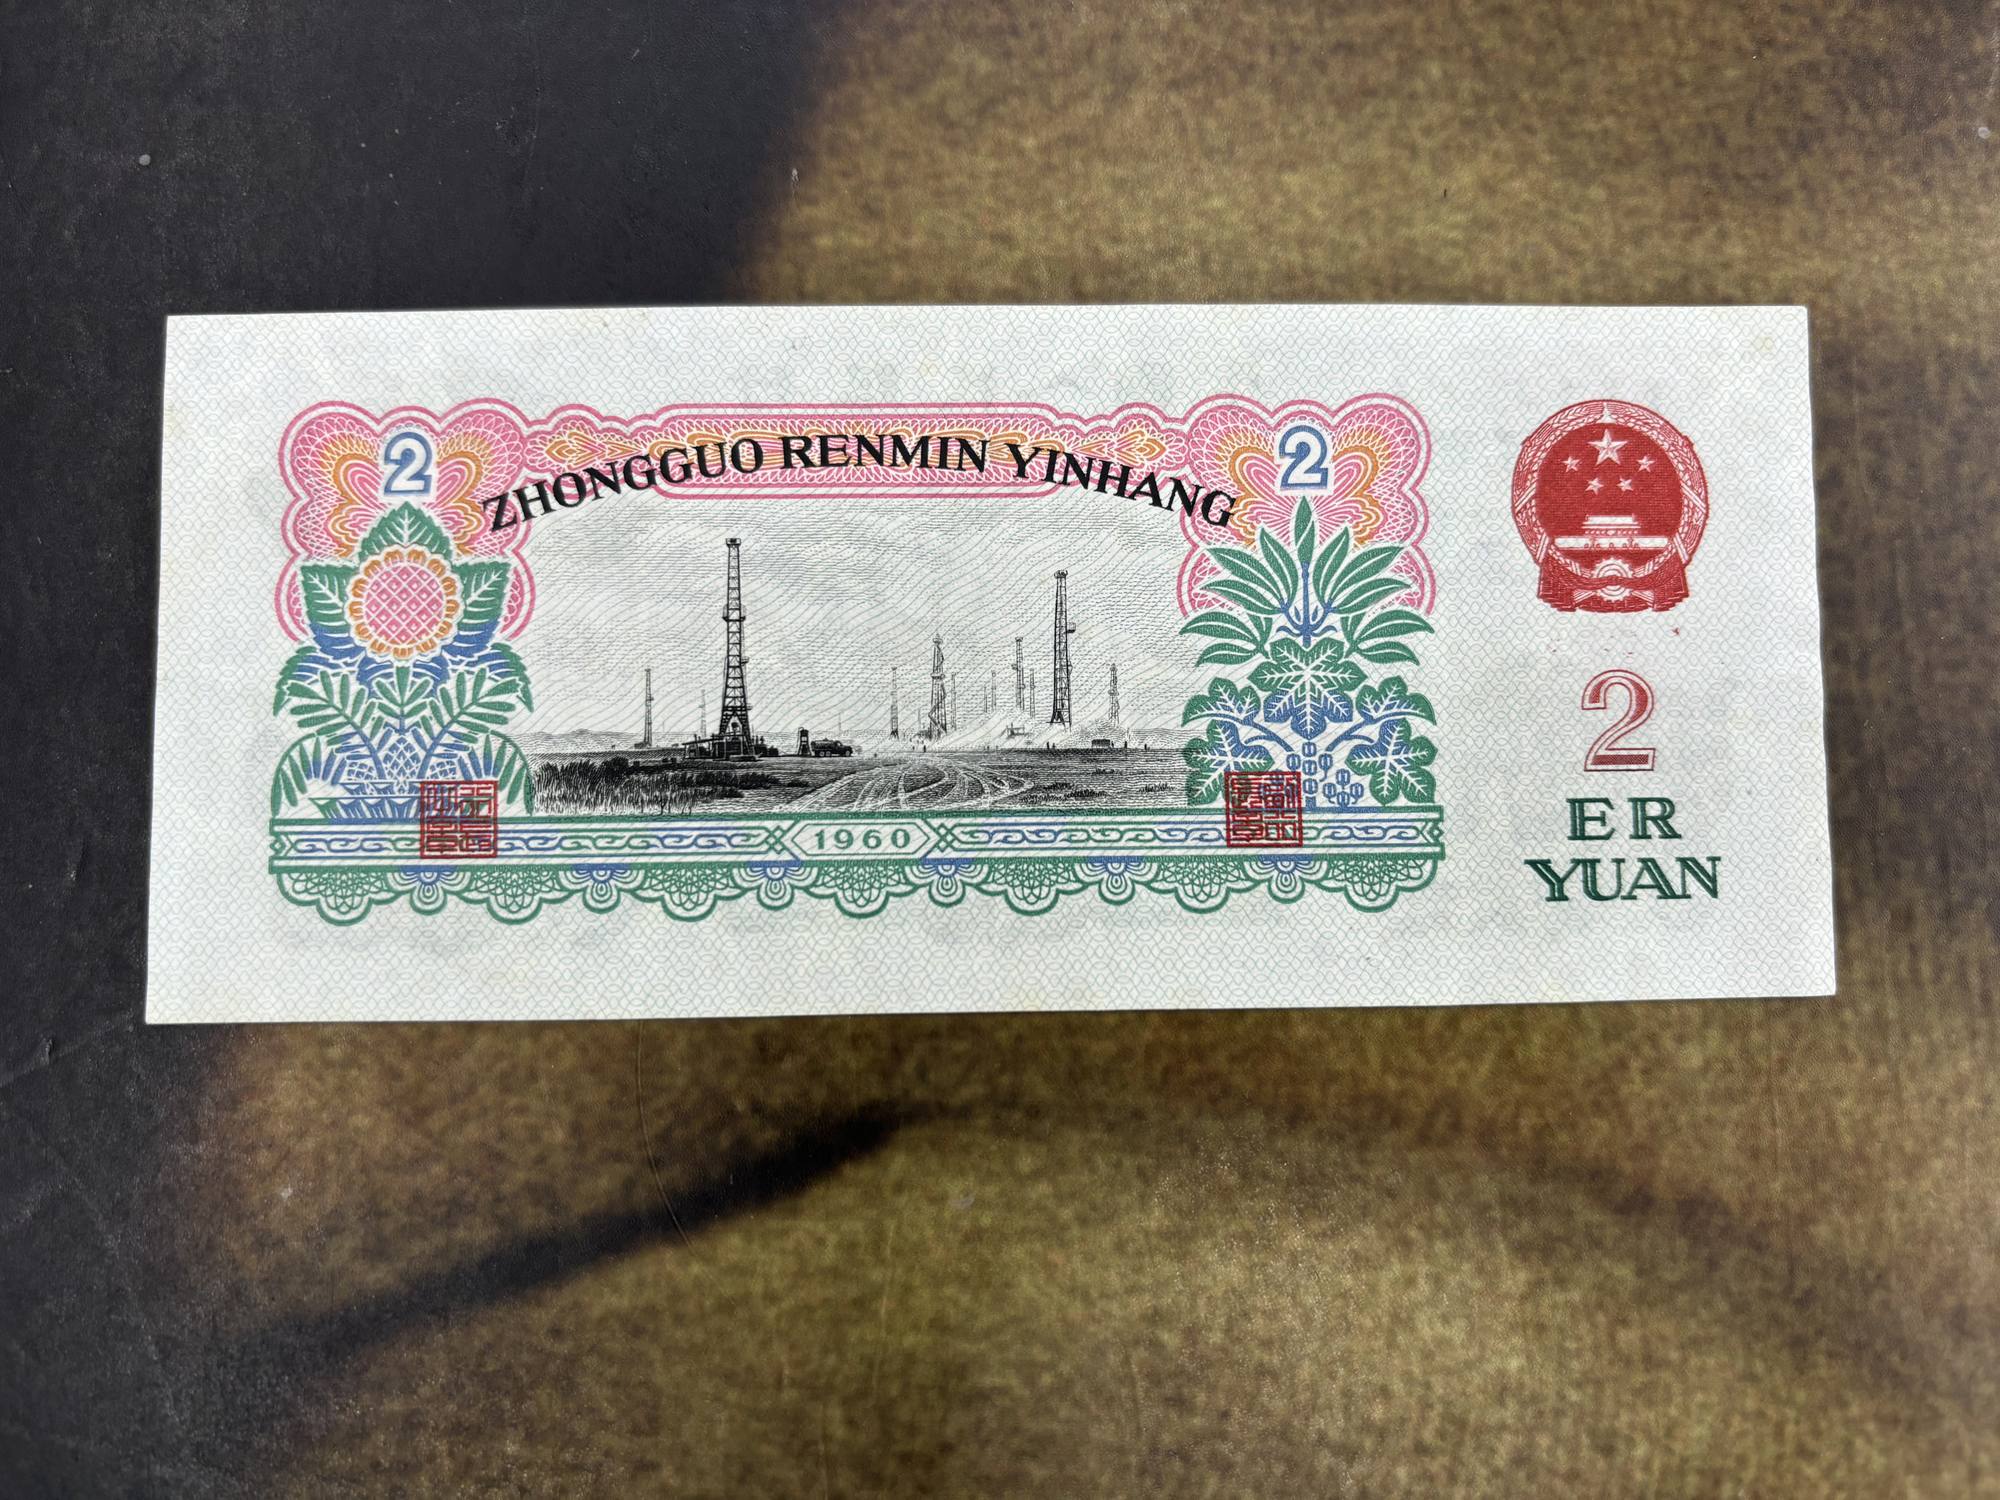 2
ZHONGGUO RENMIN YINHANG
2
1960
2
ER
YUAN